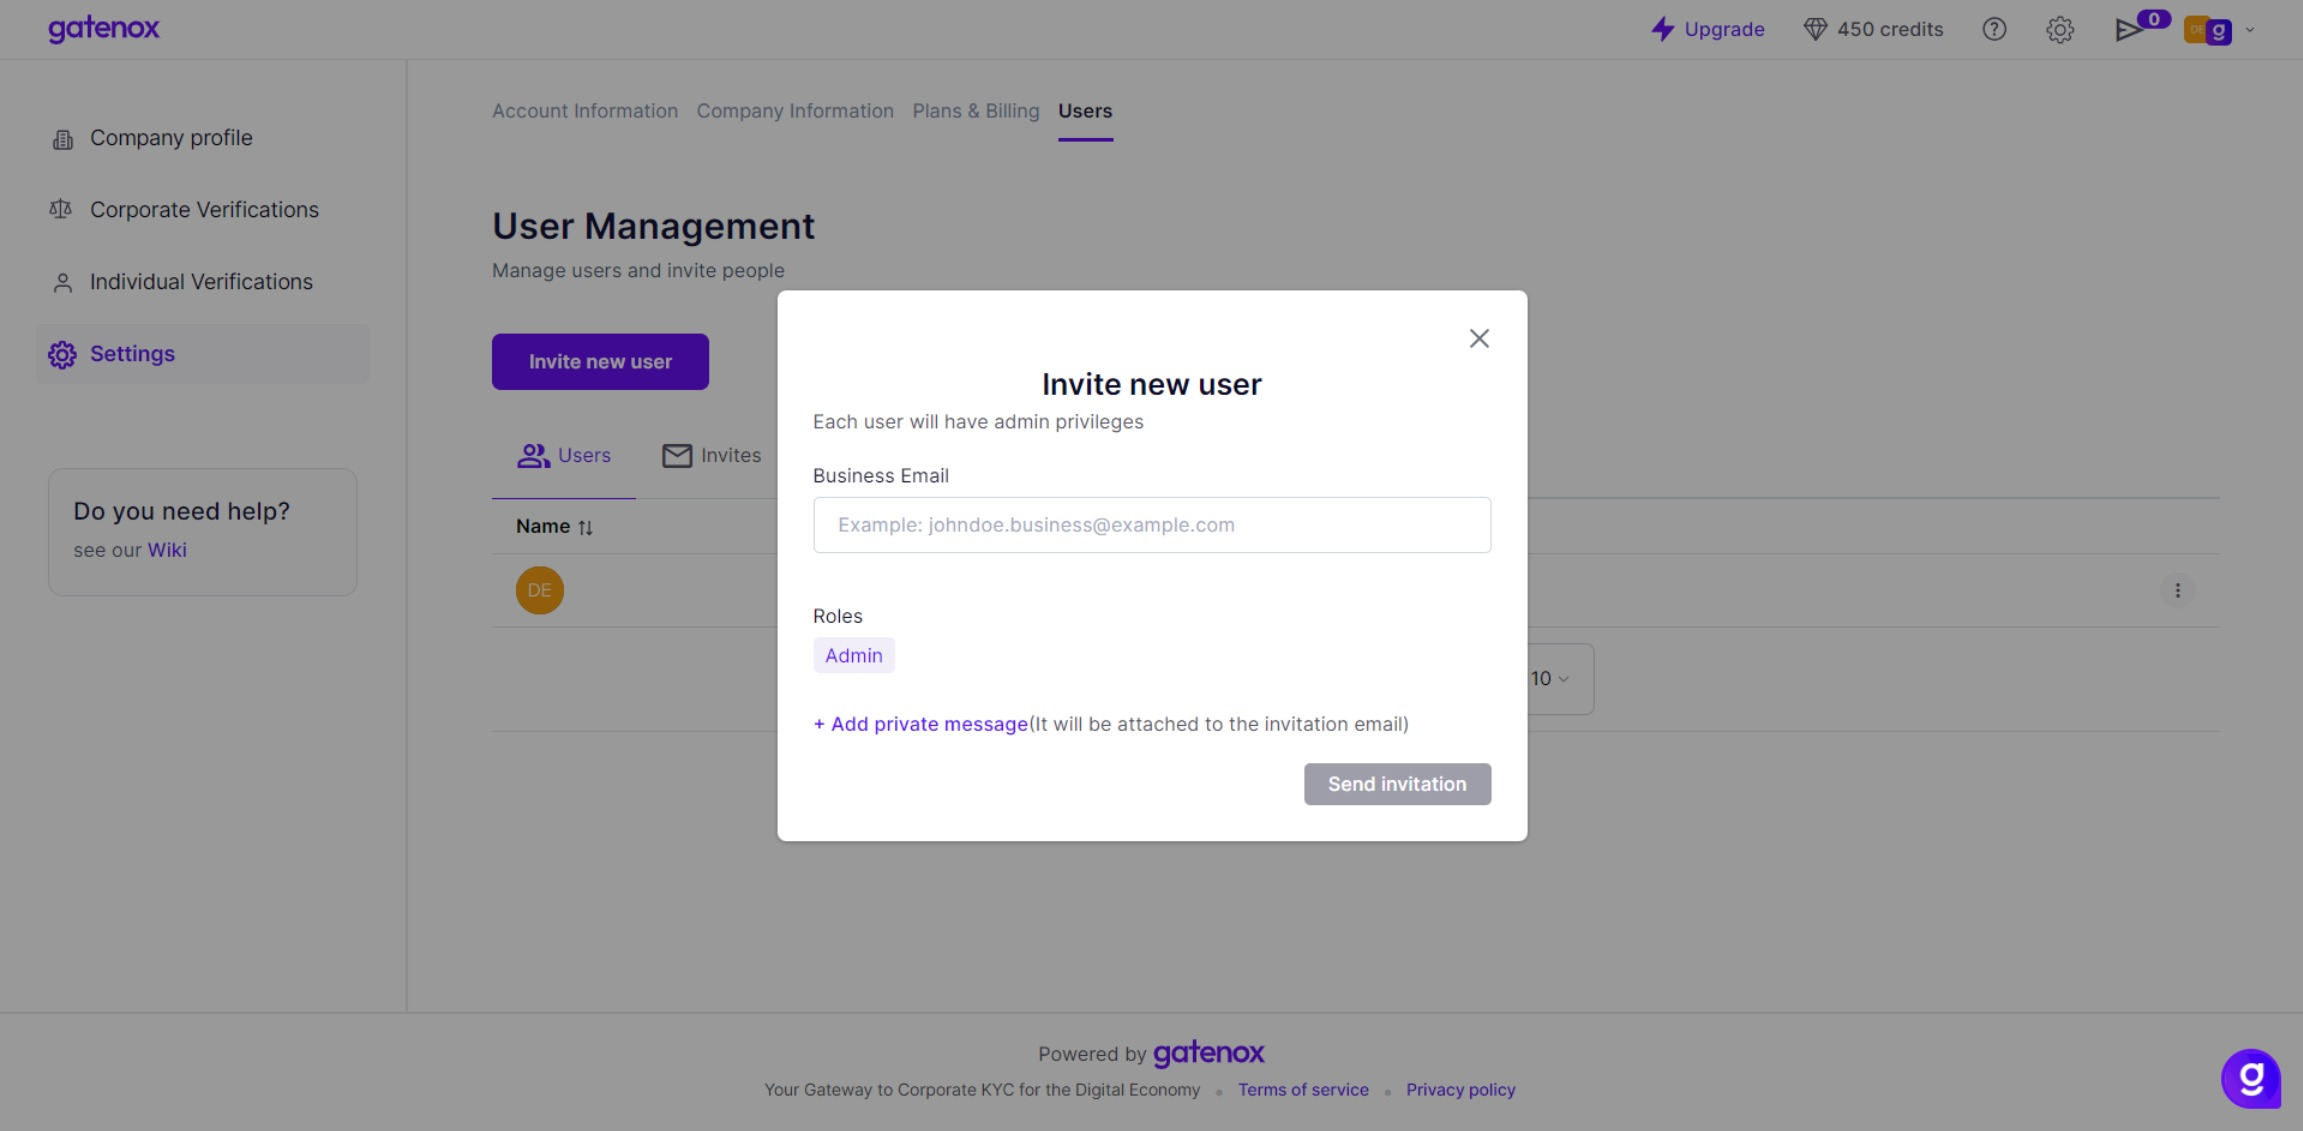 gatenox
Upgrade
450 credits
0
DE g
Company profile
Corporate Verifications
Individual Verifications
Settings
Do you need help?
see our Wiki
Account Information Company Information Plans & Billing Users
User Management
Manage users and invite people
Invite new user
Users Invites
Name
DE
10
Invite new user
Each user will have admin privileges
Business Email
Example: johndoe.business@example.com
Roles
Admin
+ Add private message(It will be attached to the invitation email)
Send invitation
Powered by gatenox
Your Gateway to Corporate KYC for the Digital Economy • Terms of service • Privacy policy
g